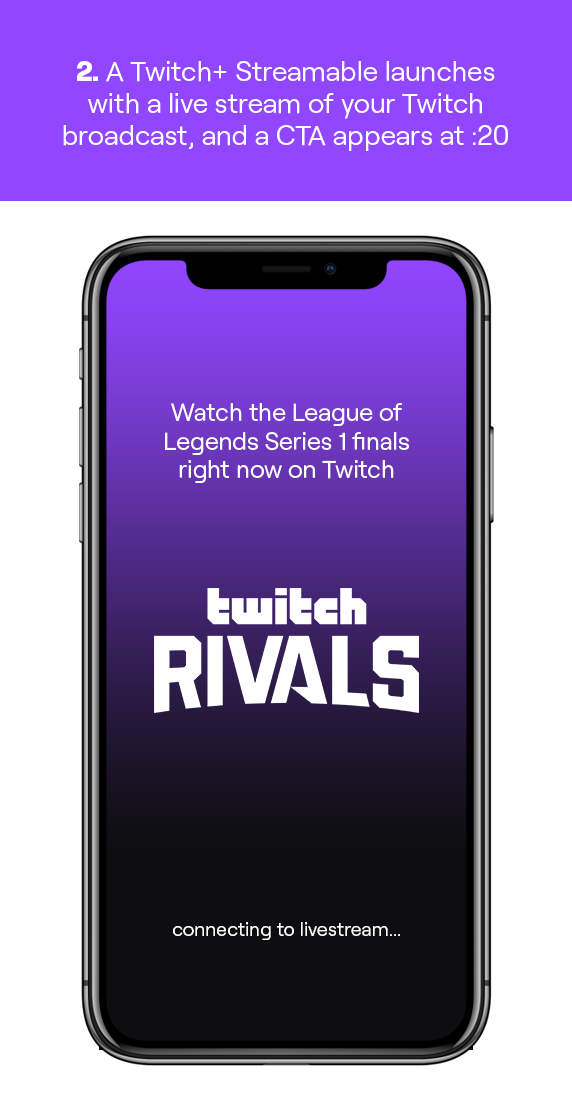 2. A Twitch+ Streamable launches
with a live stream of your Twitch
broadcast, and a CTA appears at :20
Watch the League of
Legends Series 1 finals
right now on Twitch
twitch
RIVALS
connecting to livestream...